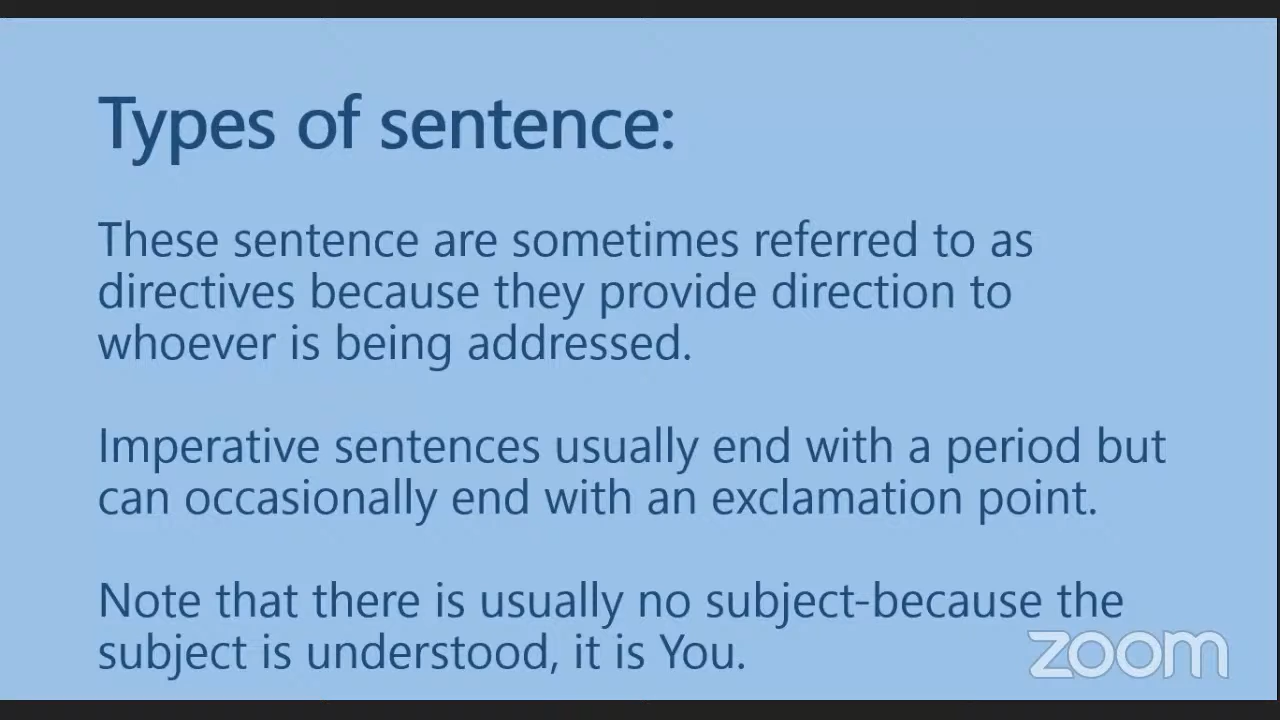 Types of sentence:
These sentence are sometimes referred to as
directives because they provide direction to
whoever is being addressed.
Imperative sentences usually end with a period but
can occasionally end with an exclamation point.
Note that there is usually no subject-because the
subject is understood, it is You.
zoom